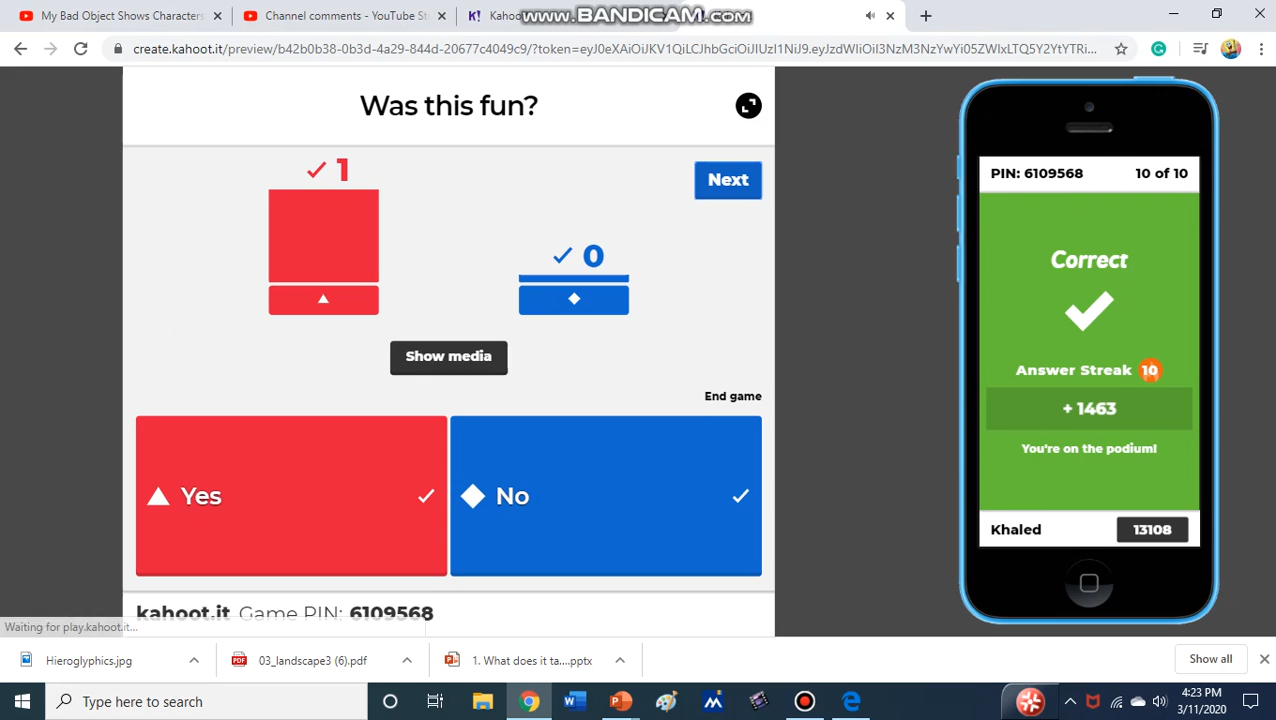 My Bad Object Shows Characters
Channel comments - YouTube St
Kahoo
www.BANDICAM.com
create.kahoot.it/preview/b42b0b38-0b3d-4a29-844d-20677c4049c9/?token=eyJ0eXAiOiJKV1QiLCJhbGciOiJIUzI1NiJ9.eyJzdWIiOiI3NzM3NzYwYi05ZWIxLTQ5Y2YtYTRi...
Was this fun?
1
Next
0
Show media
End game
Yes
No
kahoot.it Game PIN: 6109568
Waiting for play.kahoot.it...
PIN: 6109568 10 of 10
Correct
Answer Streak 10
+ 1463
You're on the podium!
Khaled 13108
Hieroglyphics.jpg
03_landscape3 (6).pdf
1. What does it ta....pptx
Show all
Type here to search
4:23 PM
3/11/2020